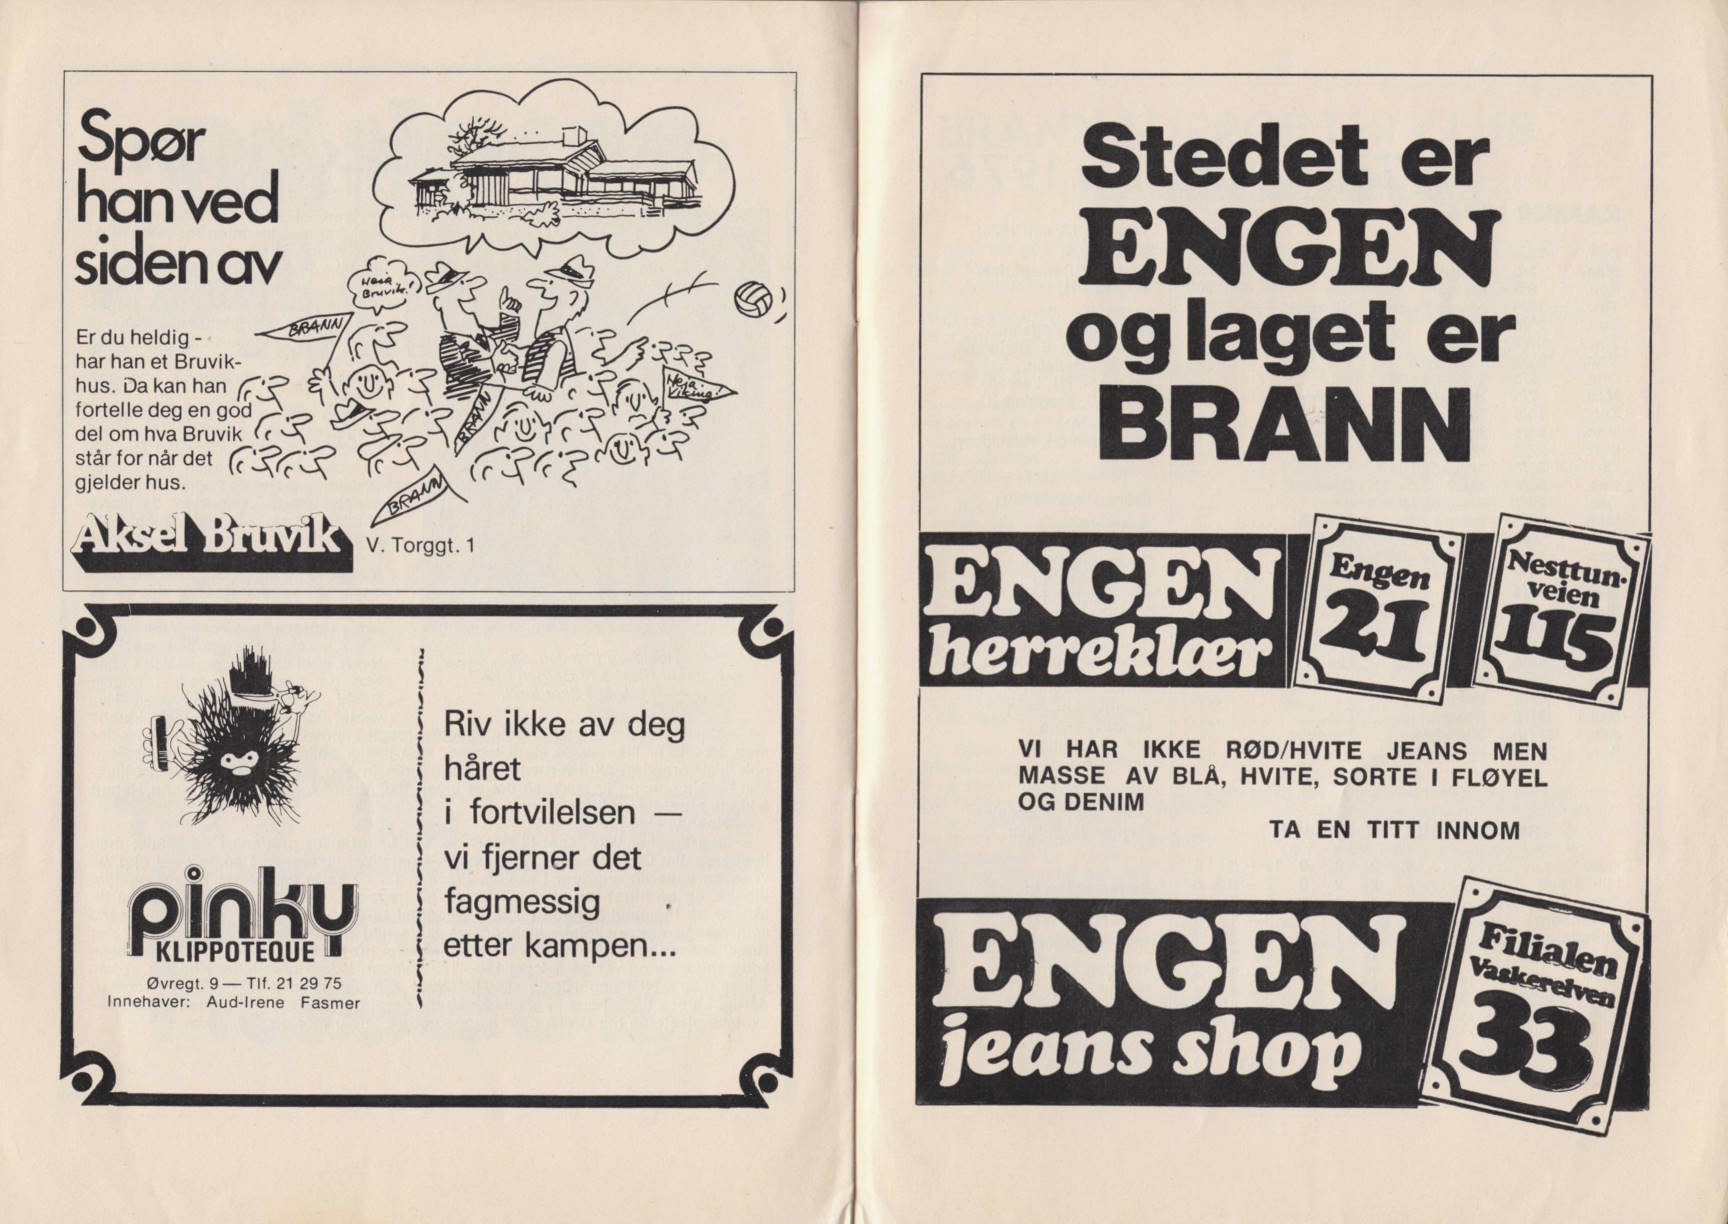 Spør
han ved
siden av
Heia
Bruvik!
BRANN
Heia
Viking!
BRANN
BRANN
Er du heldig -
har han et Bruvik-
hus. Da kan han
fortelle deg en god
del om hva Bruvik
står for når det
gjelder hus.
Aksel Bruvik V. Torggt. 1
pinky
KLIPPOTEQUE
Øvregt. 9 — Tlf. 21 29 75
Innehaver: Aud-Irene Fasmer
Riv ikke av deg
håret
i fortvilelsen —
vi fjerner det
fagmessig
etter kampen...
Stedet er
ENGEN
og laget er
BRANN
ENGEN
herreklær
Engen
21
Nesttun-
veien
115
VI HAR IKKE RØD/HVITE JEANS MEN
MASSE AV BLÅ, HVITE, SORTE I FLØYEL
OG DENIM
TA EN TITT INNOM
ENGEN
jeans shop
Filialen
Vaskerelven
33